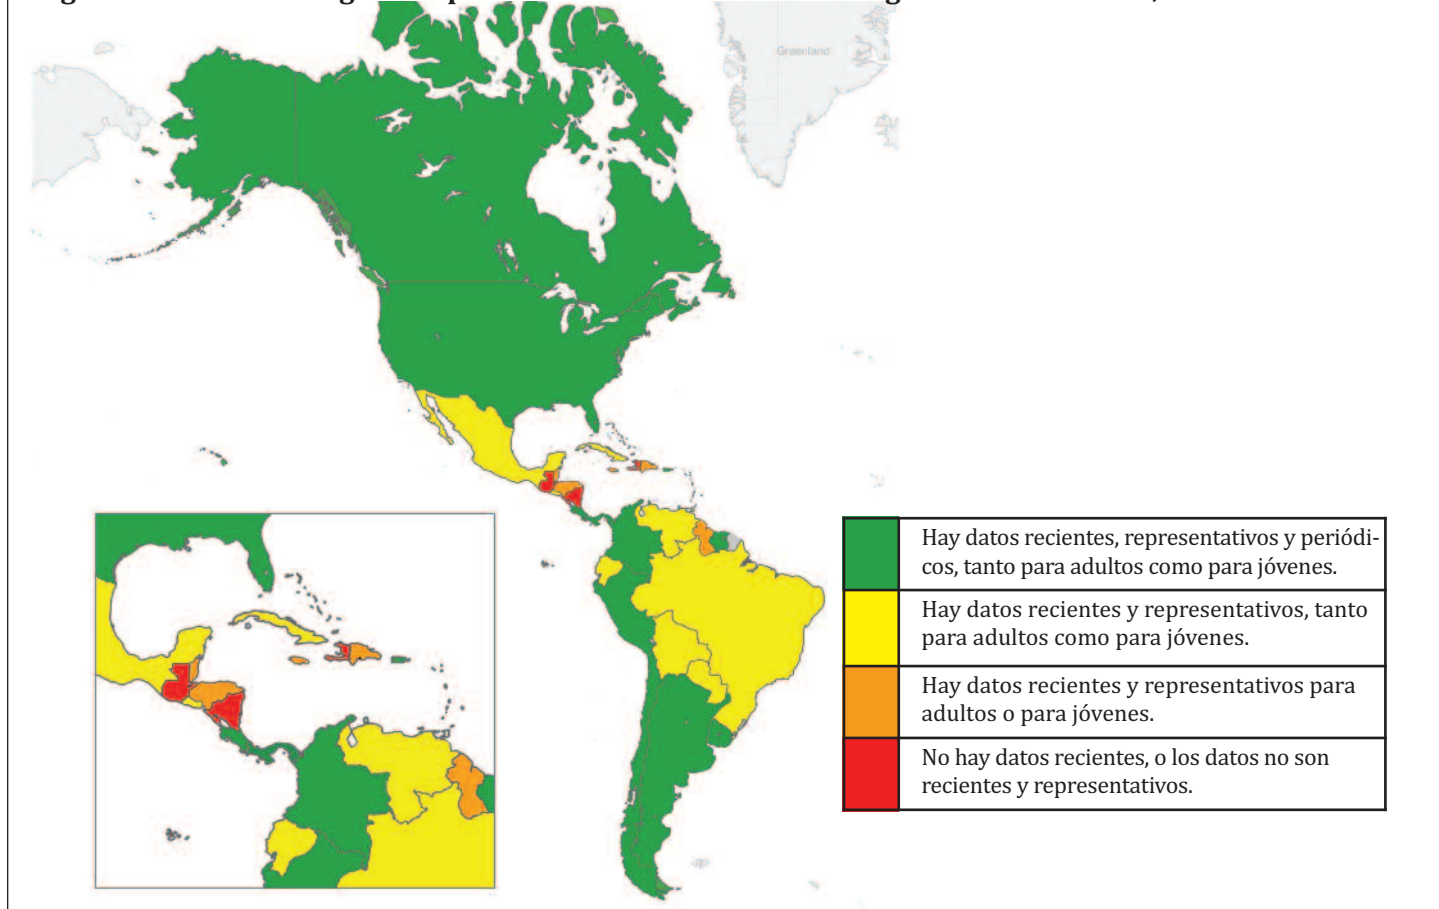 Greenland
Hay datos recientes, representativos y periódi-
cos, tanto para adultos como para jóvenes.
Hay datos recientes y representativos, tanto
para adultos como para jóvenes.
Hay datos recientes y representativos para
adultos o para jóvenes.
No hay datos recientes, o los datos no son
recientes y representativos.